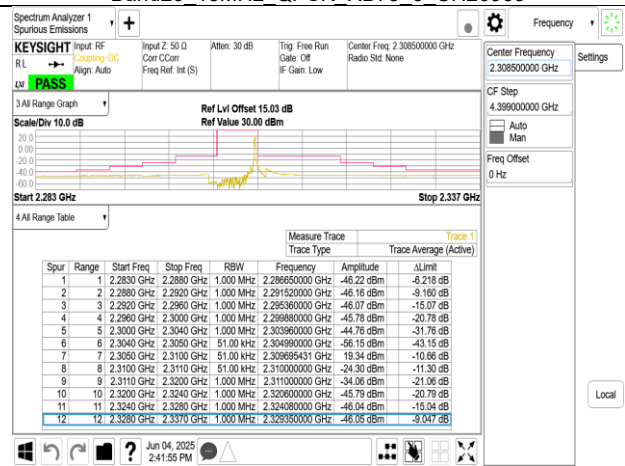 Spectrum Analyzer 1
Spurious Emissions
Frequency
KEYSIGHT
Input: RF
Input Z: 50 Ω
Atten: 30 dB
Trig: Free Run
Center Freq: 2.308500000 GHz
RL
Coupling: DC
Corr CCorr
Gate: Off
Radio Std: None
Align: Auto
Freq Ref: Int (S)
IF Gain: Low
LXI
PASS
Center Frequency
2.308500000 GHz
Settings
CF Step
4.399000000 GHz
Auto
Man
Freq Offset
0 Hz
Local
3 All Range Graph
Ref Lvl Offset 15.03 dB
Scale/Div 10.0 dB
Ref Value 30.00 dBm
20.0
0.00
-20.0
-40.0
-60.0
Start 2.283 GHz
Stop 2.337 GHz
4 All Range Table
Measure Trace Trace 1
Trace Type Trace Average (Active)
Spur Range Start Freq Stop Freq RBW Frequency Amplitude ΔLimit
1 1 2.2830 GHz 2.2880 GHz 1.000 MHz 2.286650000 GHz -46.22 dBm -6.218 dB
2 2 2.2880 GHz 2.2920 GHz 1.000 MHz 2.291520000 GHz -46.16 dBm -9.160 dB
3 3 2.2920 GHz 2.2960 GHz 1.000 MHz 2.295360000 GHz -46.07 dBm -15.07 dB
4 4 2.2960 GHz 2.3000 GHz 1.000 MHz 2.299880000 GHz -45.78 dBm -20.78 dB
5 5 2.3000 GHz 2.3040 GHz 1.000 MHz 2.303960000 GHz -44.76 dBm -31.76 dB
6 6 2.3040 GHz 2.3050 GHz 51.00 kHz 2.304990000 GHz -56.15 dBm -43.15 dB
7 7 2.3050 GHz 2.3100 GHz 51.00 kHz 2.309695431 GHz 19.34 dBm -10.66 dB
8 8 2.3100 GHz 2.3110 GHz 51.00 kHz 2.310000000 GHz -24.30 dBm -11.30 dB
9 9 2.3110 GHz 2.3200 GHz 1.000 MHz 2.311000000 GHz -34.06 dBm -21.06 dB
10 10 2.3200 GHz 2.3240 GHz 1.000 MHz 2.320600000 GHz -45.79 dBm -20.79 dB
11 11 2.3240 GHz 2.3280 GHz 1.000 MHz 2.324080000 GHz -46.04 dBm -15.04 dB
12 12 2.3280 GHz 2.3370 GHz 1.000 MHz 2.329350000 GHz -46.05 dBm -9.047 dB
Jun 04, 2025
2:41:55 PM